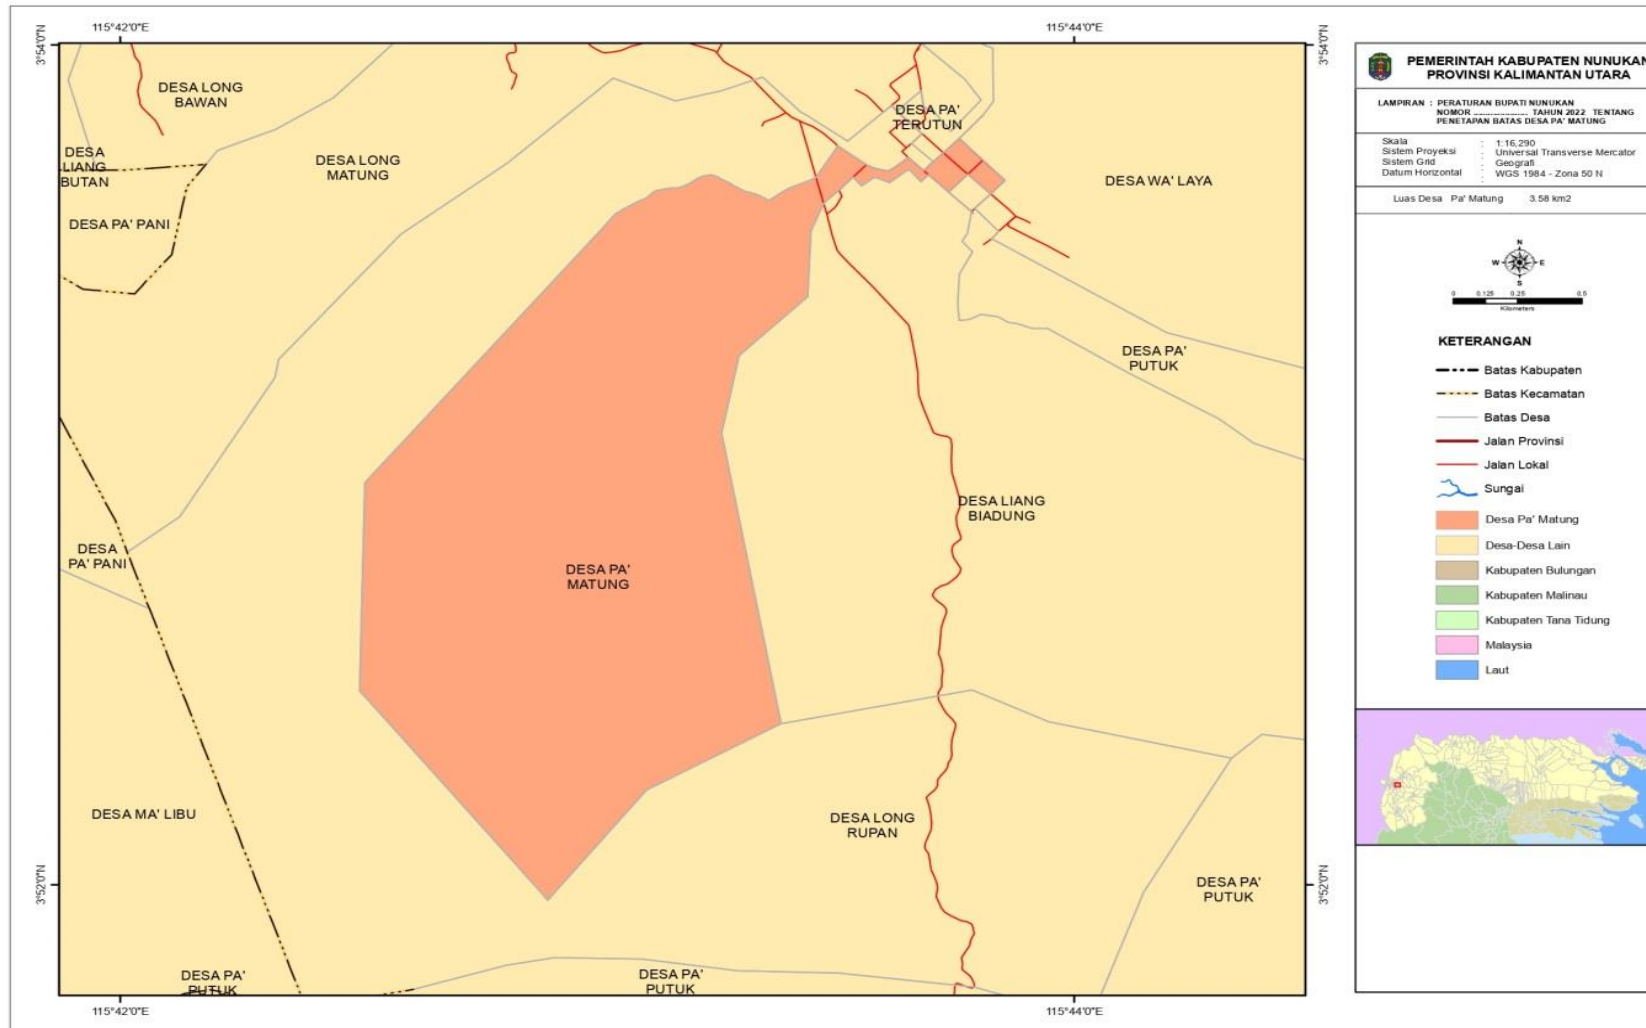 115°42'0"E
115°44'0"E
3°54'0"N
3°54'0"N
DESA LONG
BAWAN
DESA PA'
TERUTUN
DESA
LIANG
BUTAN
DESA LONG
MATUNG
DESA WA' LAYA
DESA PA' PANI
DESA PA'
PUTUK
DESA LIANG
BIADUNG
DESA
PA' PANI
DESA PA'
MATUNG
DESA MA' LIBU
DESA LONG
RUPAN
DESA PA'
PUTUK
3°52'0"N
3°52'0"N
DESA PA'
PUTUK
DESA PA'
PUTUK
115°42'0"E
115°44'0"E
PEMERINTAH KABUPATEN NUNUKAN
PROVINSI KALIMANTAN UTARA
LAMPIRAN : PERATURAN BUPATI NUNUKAN
NOMOR ...................... TAHUN 2022 TENTANG
PENETAPAN BATAS DESA PA' MATUNG
Skala : 1:16,290
Sistem Proyeksi : Universal Transverse Mercator
Sistem Grid : Geografi
Datum Horizontal : WGS 1984 - Zona 50 N
Luas Desa Pa' Matung 3.58 km2
N
W E
S
0 0.125 0.25 0.5
Kilometers
KETERANGAN
Batas Kabupaten
Batas Kecamatan
Batas Desa
Jalan Provinsi
Jalan Lokal
Sungai
Desa Pa' Matung
Desa-Desa Lain
Kabupaten Bulungan
Kabupaten Malinau
Kabupaten Tana Tidung
Malaysia
Laut